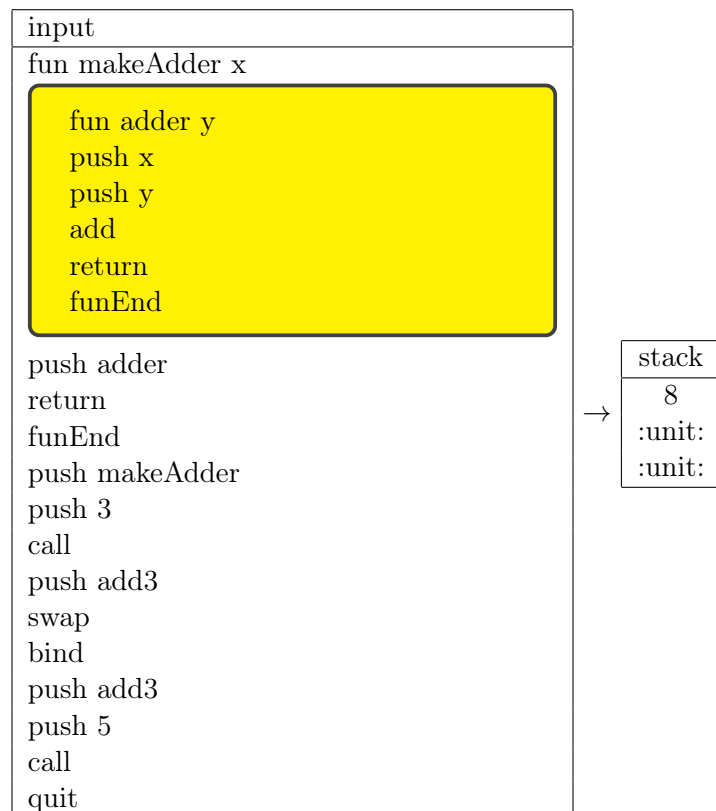 input
fun makeAdder x
fun adder y
push x
push y
add
return
funEnd
push adder
return
funEnd
push makeAdder
push 3
call
push add3
swap
bind
push add3
push 5
call
quit
→
stack
8
:unit:
:unit: